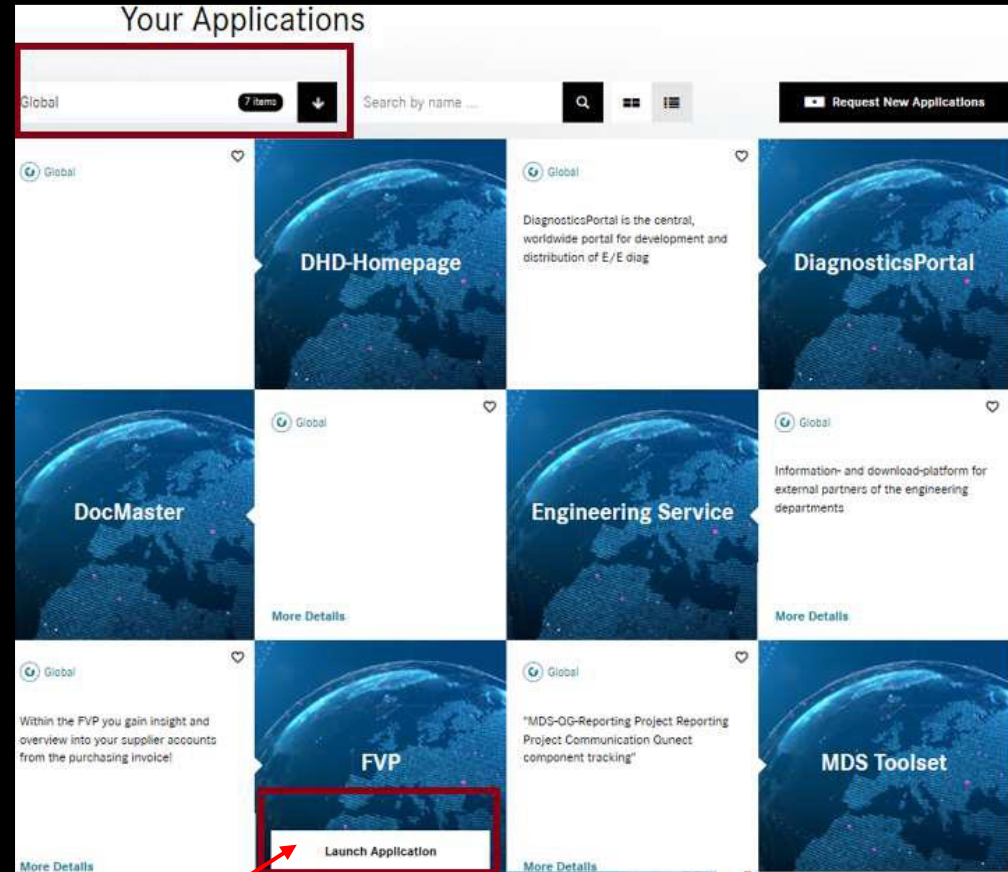 Your Applications
Global
7 items
Search by name ...
Request New Applications
Global
DHD-Homepage
Global
DiagnosticsPortal is the central,
worldwide portal for development and
distribution of E/E diag
DiagnosticsPortal
DocMaster
Global
More Details
Engineering Service
Global
Information- and download-platform for
external partners of the engineering
departments
More Details
Global
Within the FVP you gain insight and
overview into your supplier accounts
from the purchasing invoice!
More Details
FVP
Launch Application
Global
"MDS-QG-Reporting Project Reporting
Project Communication Qunect
component tracking"
More Details
MDS Toolset